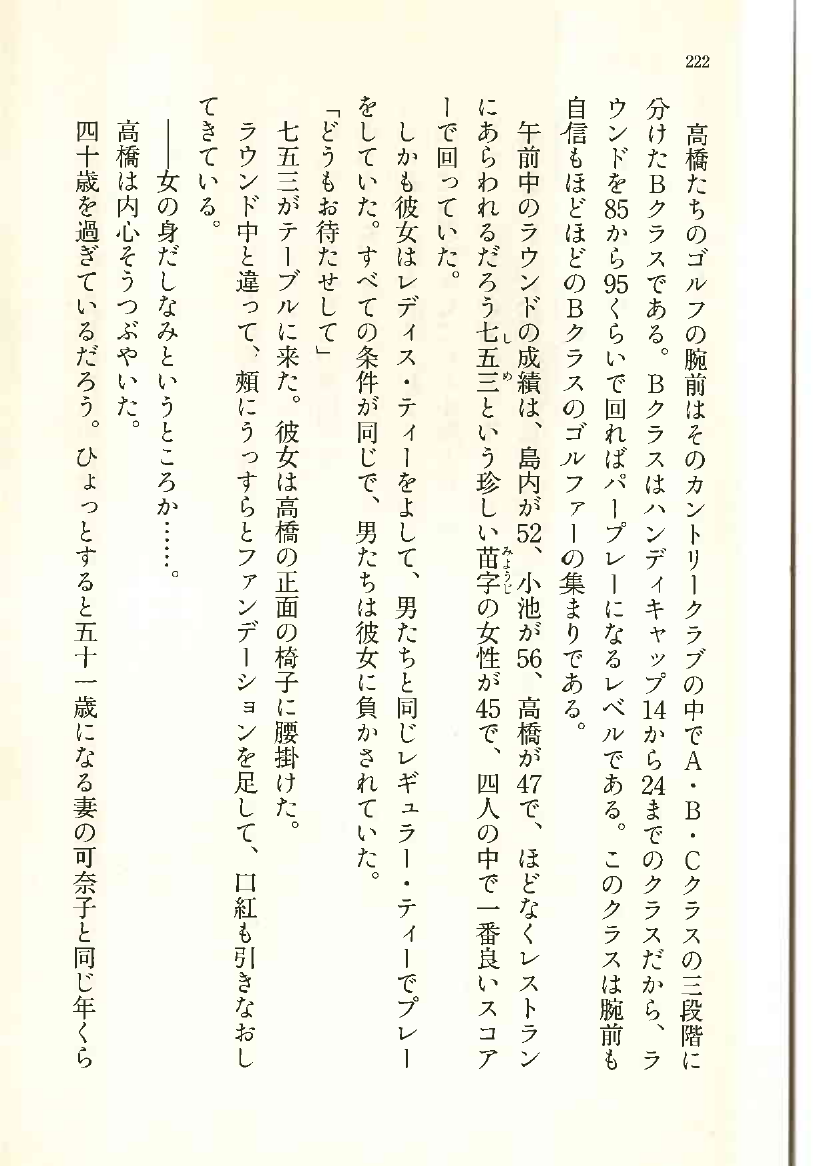 222
高橋たちのゴルフの腕前はそのカントリークラブの中でA・B・Cクラスの三段階に
分けたBクラスである。Bクラスはハンディキャップ14から24までのクラスだから、ラ
ウンドを85から95くらいで回ればパープレーになるレベルである。このクラスは腕前も
自信もほどほどのBクラスのゴルファーの集まりである。
午前中のラウンドの成績は、島内が52、小池が56、高橋が47で、ほどなくレストラン
にあらわれるだろう七五三という珍しい苗字の女性が45で、四人の中で一番良いスコア
ーで回っていた。
しかも彼女はレディス・ティーをよして、男たちと同じレギュラー・ティーでプレー
をしていた。すべての条件が同じで、男たちは彼女に負かされていた。
「どうもお待たせして」
七五三がテーブルに来た。彼女は高橋の正面の椅子に腰掛けた。
ラウンド中と違って、頰にうっすらとファンデーションを足して、口紅も引きなおし
てきている。
――女の身だしなみというところか……。
高橋は内心そうつぶやいた。
四十歳を過ぎているだろう。ひょっとすると五十一歳になる妻の可奈子と同じ年くら
しめ
みようじ